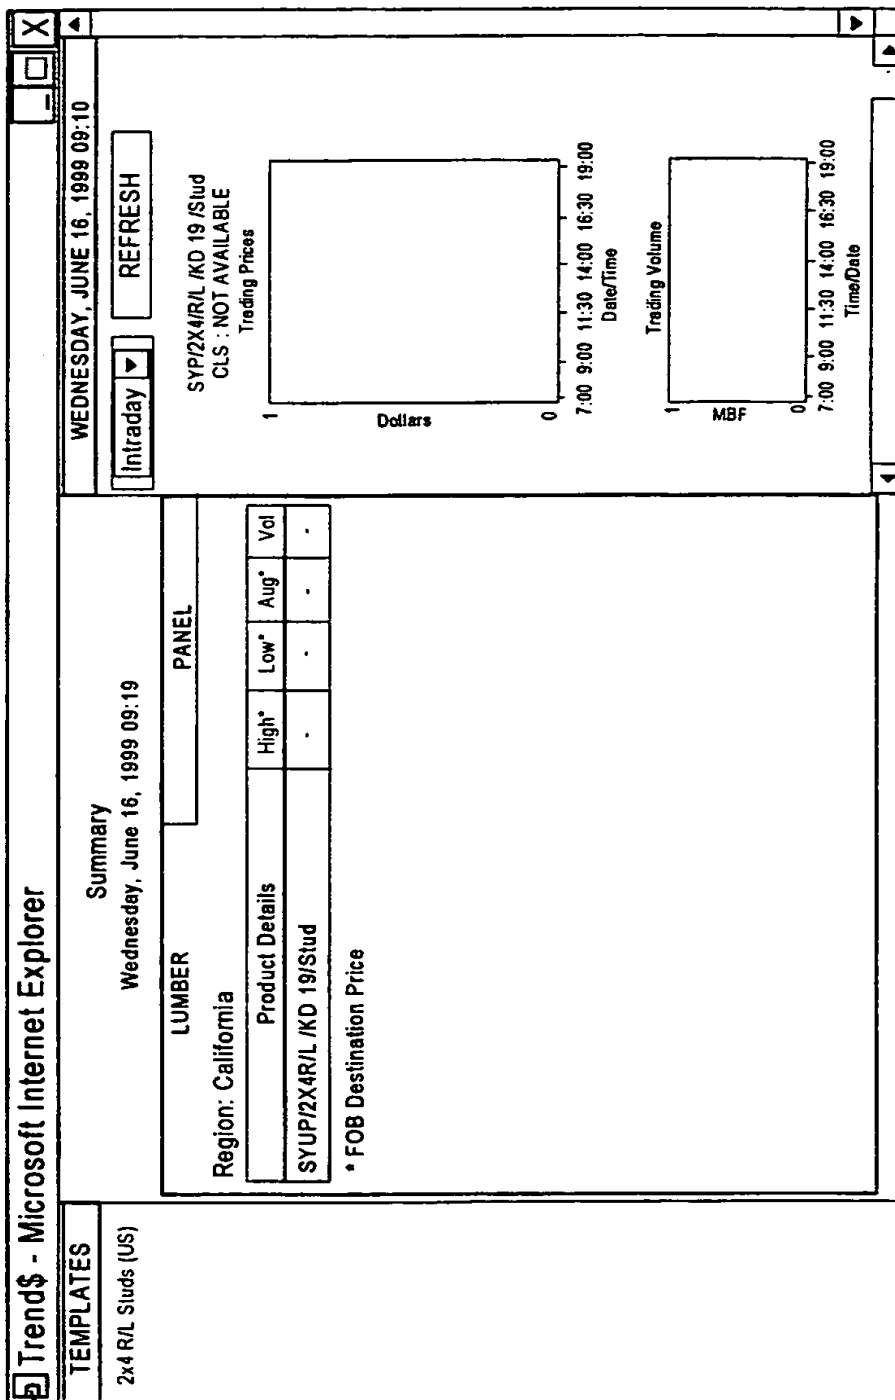 Trend$ - Microsoft Internet Explorer
TEMPLATES
2x4 R/L Studs (US)
Summary
Wednesday, June 16, 1999 09:19
LUMBER
PANEL
Region: California
Product Details High* Low* Aug* Vol
SYUP/2X4R/L /KD 19/Stud - - - -
* FOB Destination Price
WEDNESDAY, JUNE 16, 1999 09:10
Intraday
REFRESH
SYP/2X4/R/L /KD 19 /Stud
CLS : NOT AVAILABLE
Trading Prices
1
Dollars
0
7:00 9:00 11:30 14:00 16:30 19:00
Date/Time
Trading Volume
1
MBF
0
7:00 9:00 11:30 14:00 16:30 19:00
Time/Date